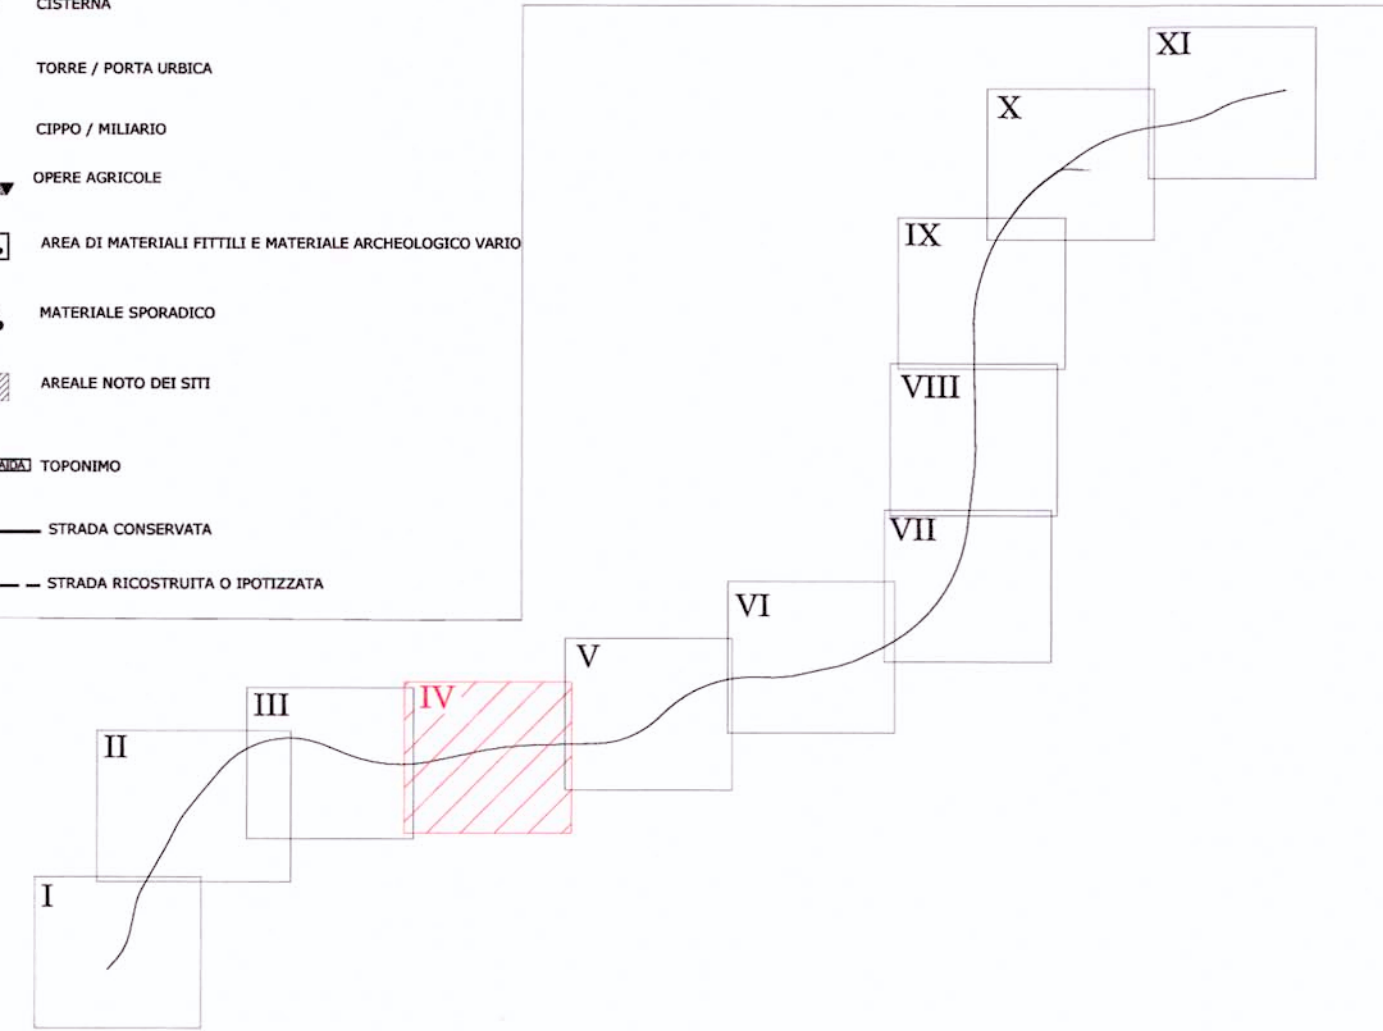 CISTERNA
TORRE / PORTA URBICA
CIPPO / MILIARIO
OPERE AGRICOLE
AREA DI MATERIALI FITTILI E MATERIALE ARCHEOLOGICO VARIO
MATERIALE SPORADICO
AREALE NOTO DEI SITI
AIDA TOPONIMO
STRADA CONSERVATA
STRADA RICOSTRUITA O IPOTIZZATA
XI
X
IX
VIII
VII
VI
V
IV
III
II
I